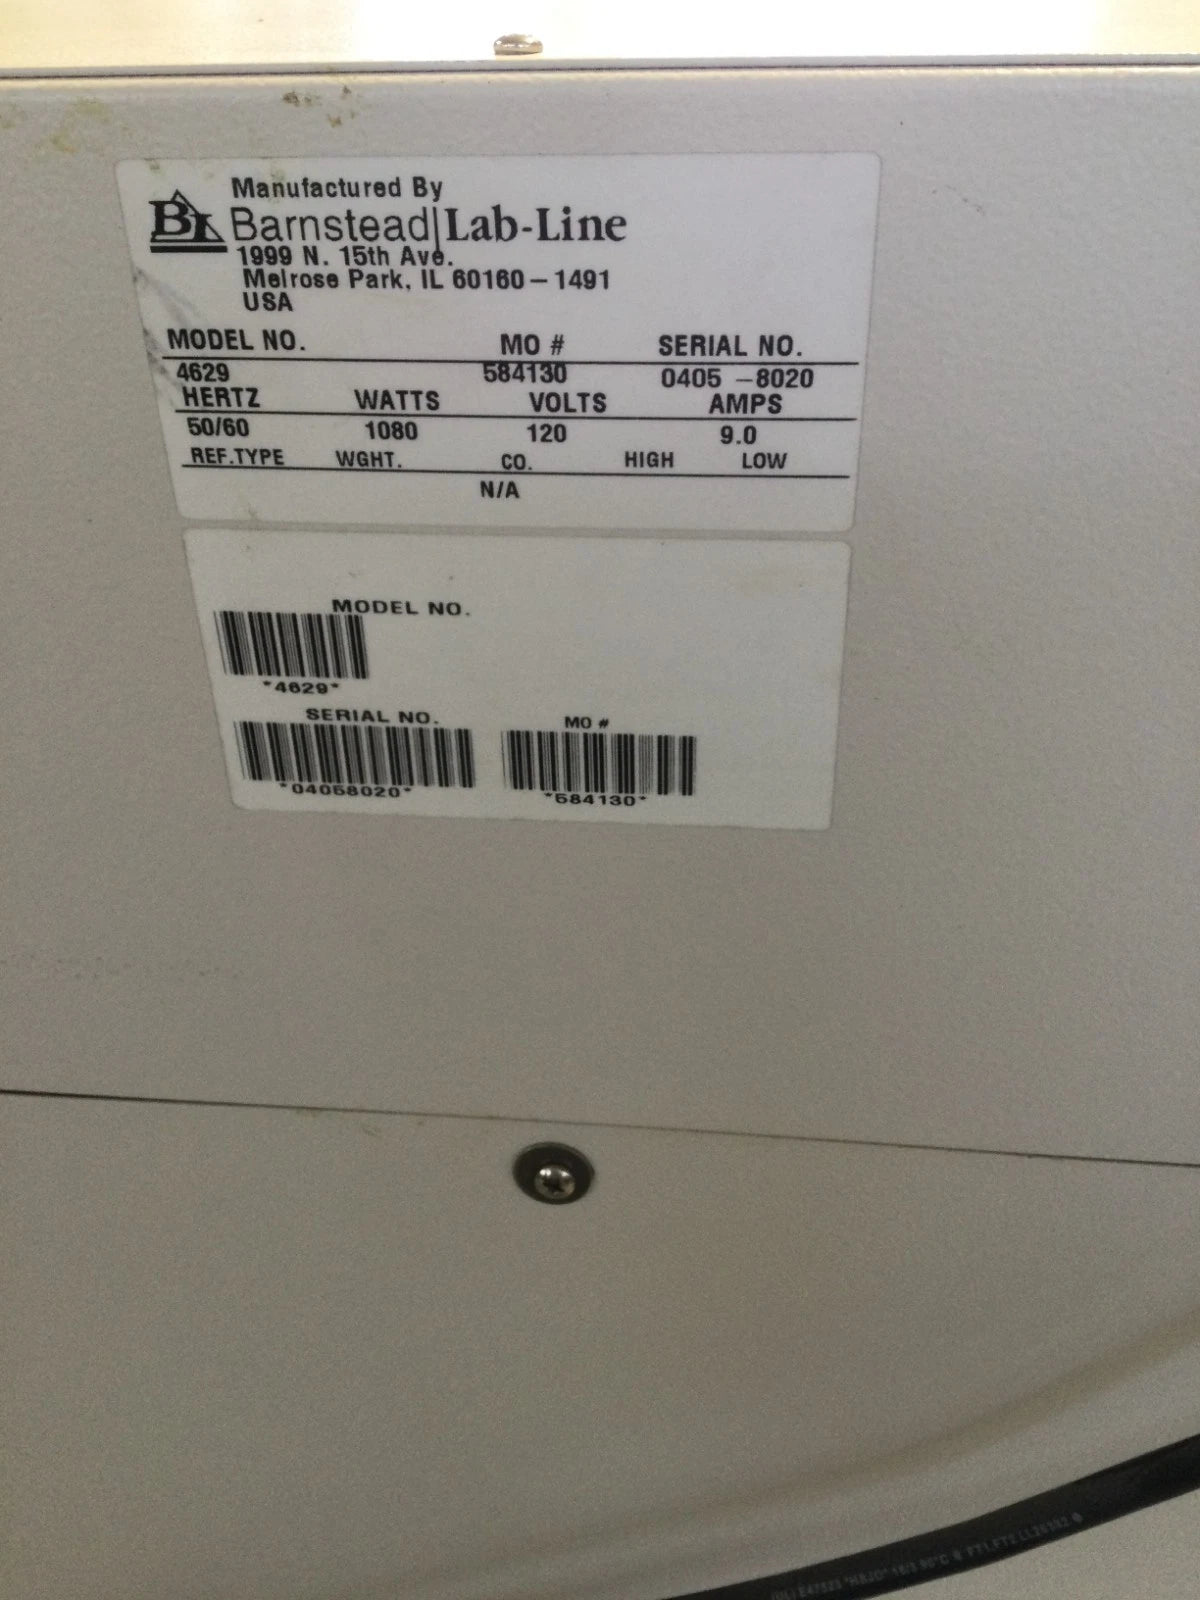 Manufactured By
BL Barnstead|Lab-Line
1999 N. 15th Ave.
Melrose Park, IL 60160-1491
USA
MODEL NO. MO # SERIAL NO.
4629 584130 0405 -8020
HERTZ WATTS VOLTS AMPS
50/60 1080 120 9.0
REF.TYPE WGHT. CO. HIGH LOW
N/A
MODEL NO.
*4629*
SERIAL NO. MO #
*04058020* *584130*